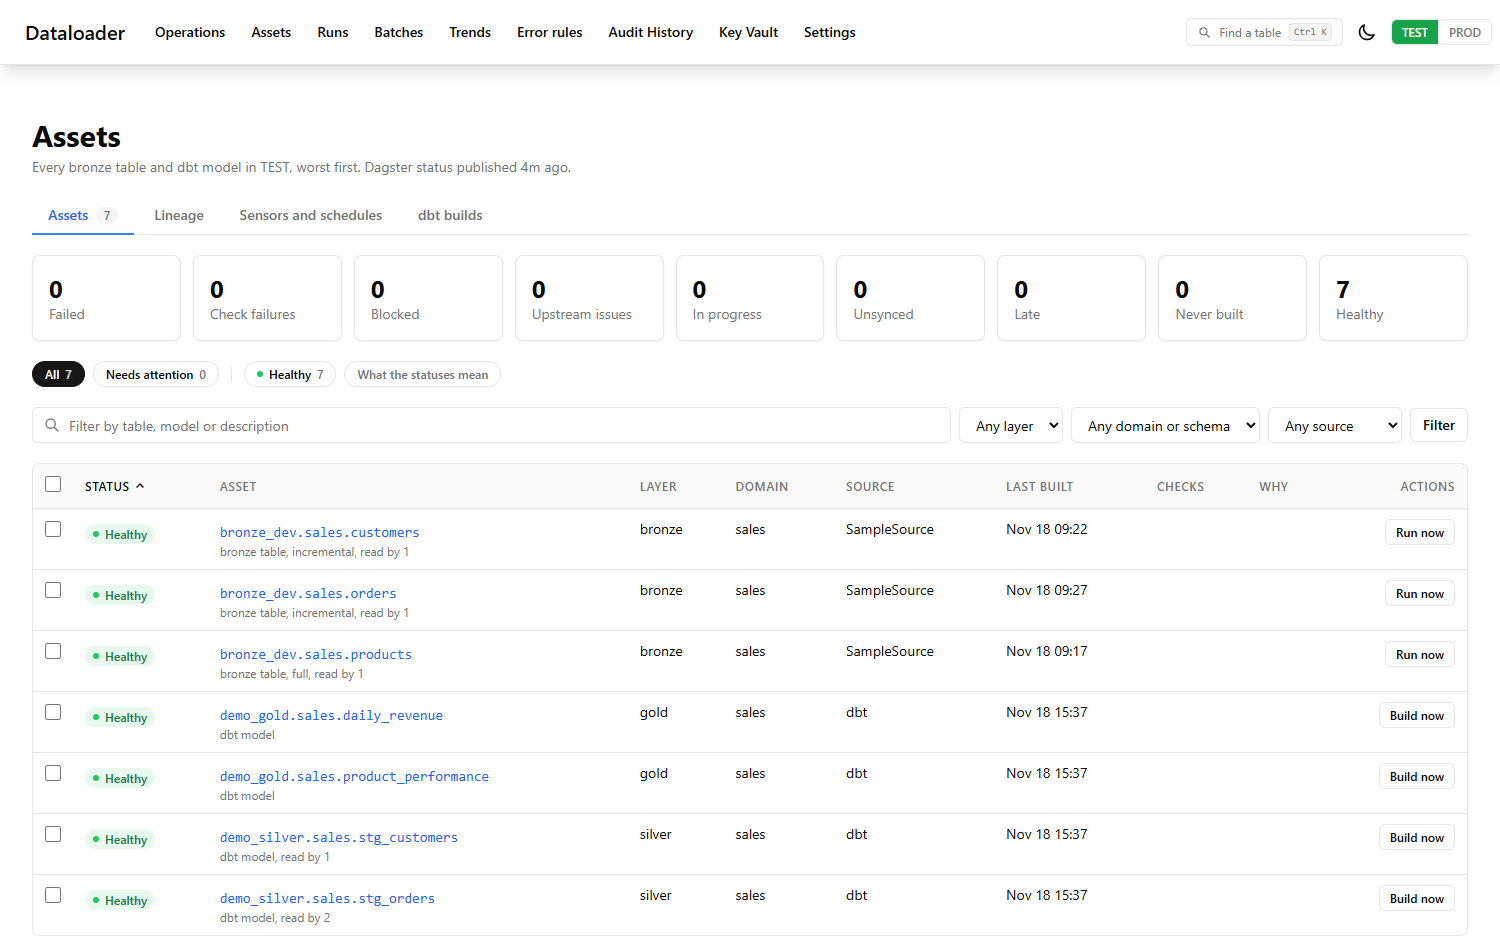 Dataloader Operations Assets Runs Batches Trends Error rules Audit History Key Vault Settings Find a table Ctrl K TEST PROD
Assets
Every bronze table and dbt model in TEST, worst first. Dagster status published 4m ago.
Assets 7 Lineage Sensors and schedules dbt builds
0 0 0 0 0 0 0 0 7
Failed Check failures Blocked Upstream issues In progress Unsynced Late Never built Healthy
All 7 Needs attention 0 Healthy 7 What the statuses mean
Filter by table, model or description Any layer Any domain or schema Any source Filter
STATUS ASSET LAYER DOMAIN SOURCE LAST BUILT CHECKS WHY ACTIONS
Healthy bronze_dev.sales.customers bronze sales SampleSource Nov 18 09:22 Run now
bronze table, incremental, read by 1
Healthy bronze_dev.sales.orders bronze sales SampleSource Nov 18 09:27 Run now
bronze table, incremental, read by 1
Healthy bronze_dev.sales.products bronze sales SampleSource Nov 18 09:17 Run now
bronze table, full, read by 1
Healthy demo_gold.sales.daily_revenue gold sales dbt Nov 18 15:37 Build now
dbt model
Healthy demo_gold.sales.product_performance gold sales dbt Nov 18 15:37 Build now
dbt model
Healthy demo_silver.sales.stg_customers silver sales dbt Nov 18 15:37 Build now
dbt model, read by 1
Healthy demo_silver.sales.stg_orders silver sales dbt Nov 18 15:37 Build now
dbt model, read by 2